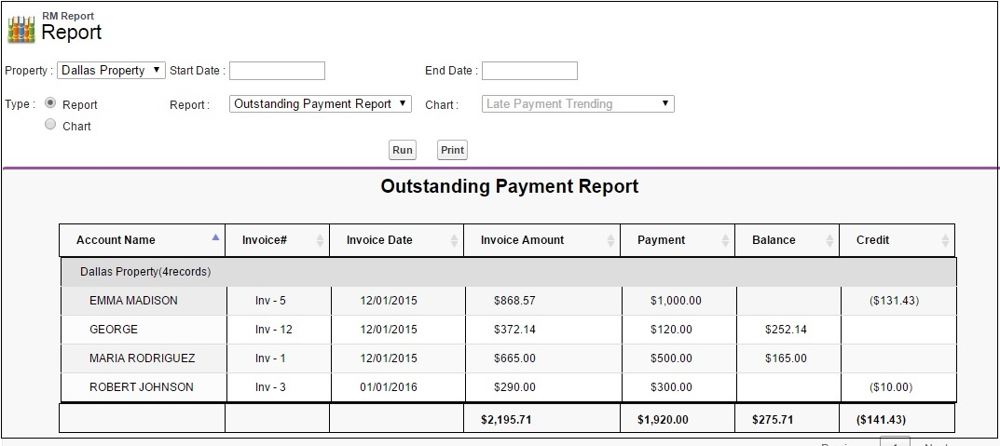 RM Report
Report
Property : Dallas Property Start Date : End Date :
Type : Report Report : Outstanding Payment Report Chart : Late Payment Trending
Chart
Run Print
Outstanding Payment Report
Account Name Invoice# Invoice Date Invoice Amount Payment Balance Credit
Dallas Property(4records)
EMMA MADISON Inv - 5 12/01/2015 $868.57 $1,000.00 ($131.43)
GEORGE Inv - 12 12/01/2015 $372.14 $120.00 $252.14
MARIA RODRIGUEZ Inv - 1 12/01/2015 $665.00 $500.00 $165.00
ROBERT JOHNSON Inv - 3 01/01/2016 $290.00 $300.00 ($10.00)
$2,195.71 $1,920.00 $275.71 ($141.43)